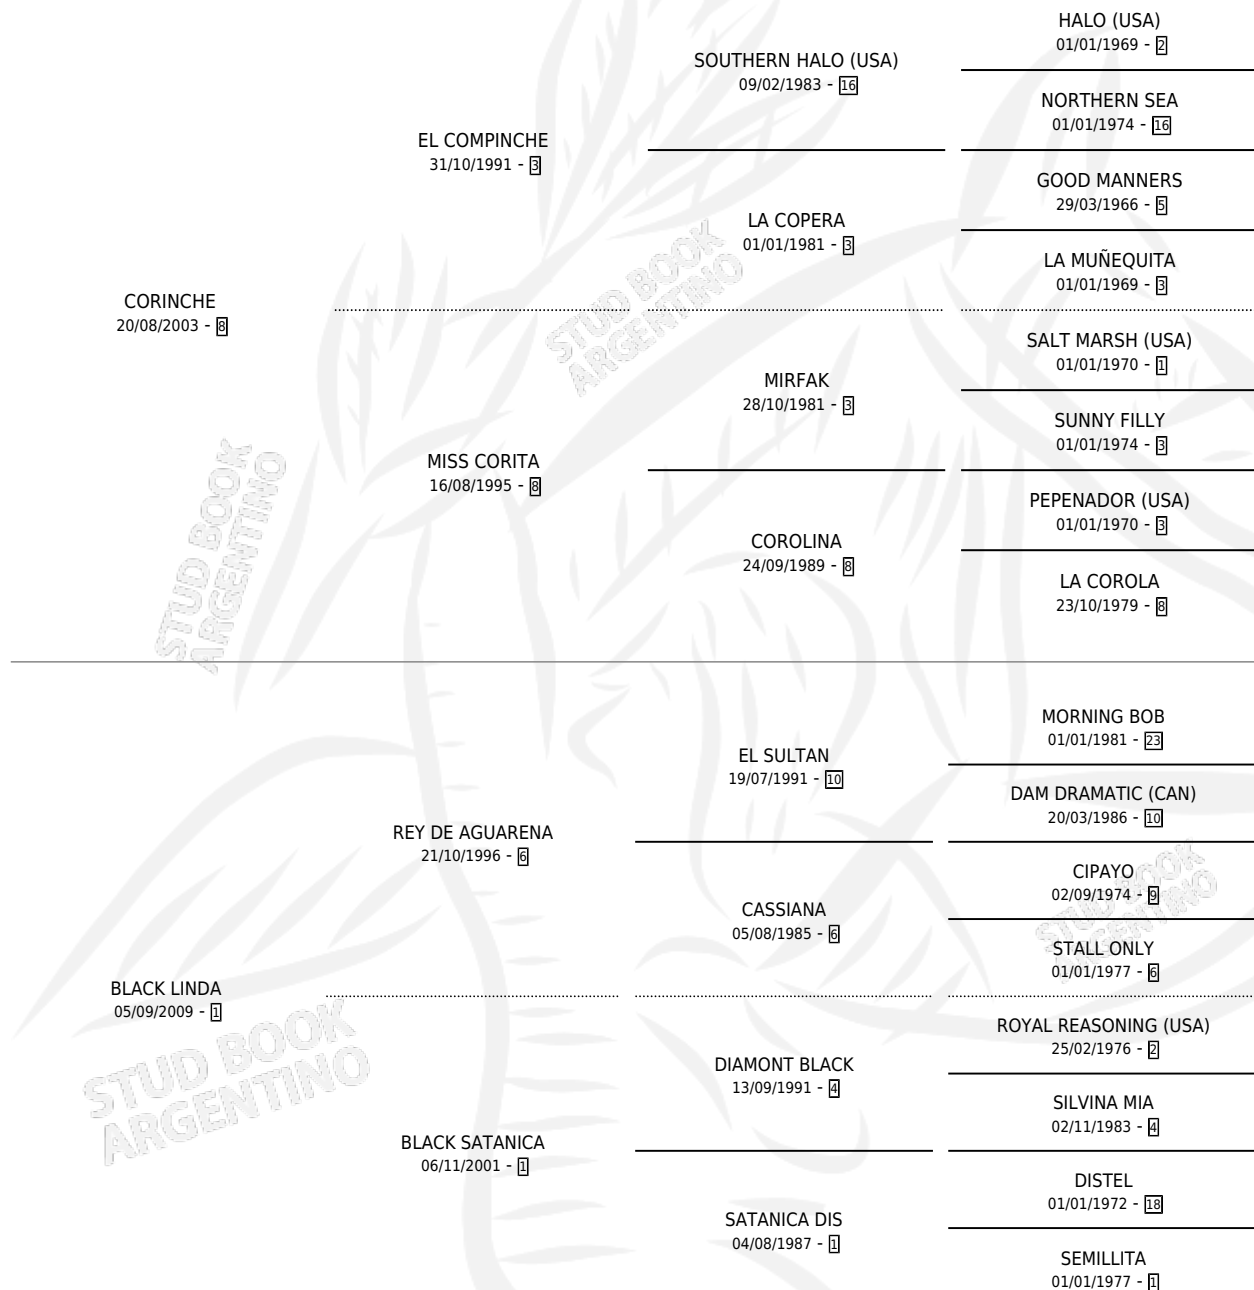 HALO (USA)
01/01/1969 - 2
SOUTHERN HALO (USA)
09/02/1983 - 16
NORTHERN SEA
01/01/1974 - 16
EL COMPINCHE
31/10/1991 - 3
GOOD MANNERS
29/03/1966 - 5
LA COPERA
01/01/1981 - 3
LA MUÑEQUITA
01/01/1969 - 3
CORINCHE
20/08/2003 - 8
STUD BOOK
ARGENTINO
SALT MARSH (USA)
01/01/1970 - 1
MIRFAK
28/10/1981 - 3
SUNNY FILLY
01/01/1974 - 3
MISS CORITA
16/08/1995 - 8
PEPENADOR (USA)
01/01/1970 - 3
COROLINA
24/09/1989 - 8
LA COROLA
23/10/1979 - 8
STUD BOOK
ARGENTINO
MORNING BOB
01/01/1981 - 23
EL SULTAN
19/07/1991 - 10
DAM DRAMATIC (CAN)
20/03/1986 - 10
REY DE AGUARENA
21/10/1996 - 6
CIPAYO
02/09/1974 - 9
CASSIANA
05/08/1985 - 6
STALL ONLY
01/01/1977 - 6
STUD BOOK
ARGENTINO
BLACK LINDA
05/09/2009 - 1
ROYAL REASONING (USA)
25/02/1976 - 2
DIAMONT BLACK
13/09/1991 - 4
SILVINA MIA
02/11/1983 - 4
STUD BOOK
ARGENTINO
BLACK SATANICA
06/11/2001 - 1
DISTEL
01/01/1972 - 18
SATANICA DIS
04/08/1987 - 1
SEMILLITA
01/01/1977 - 1